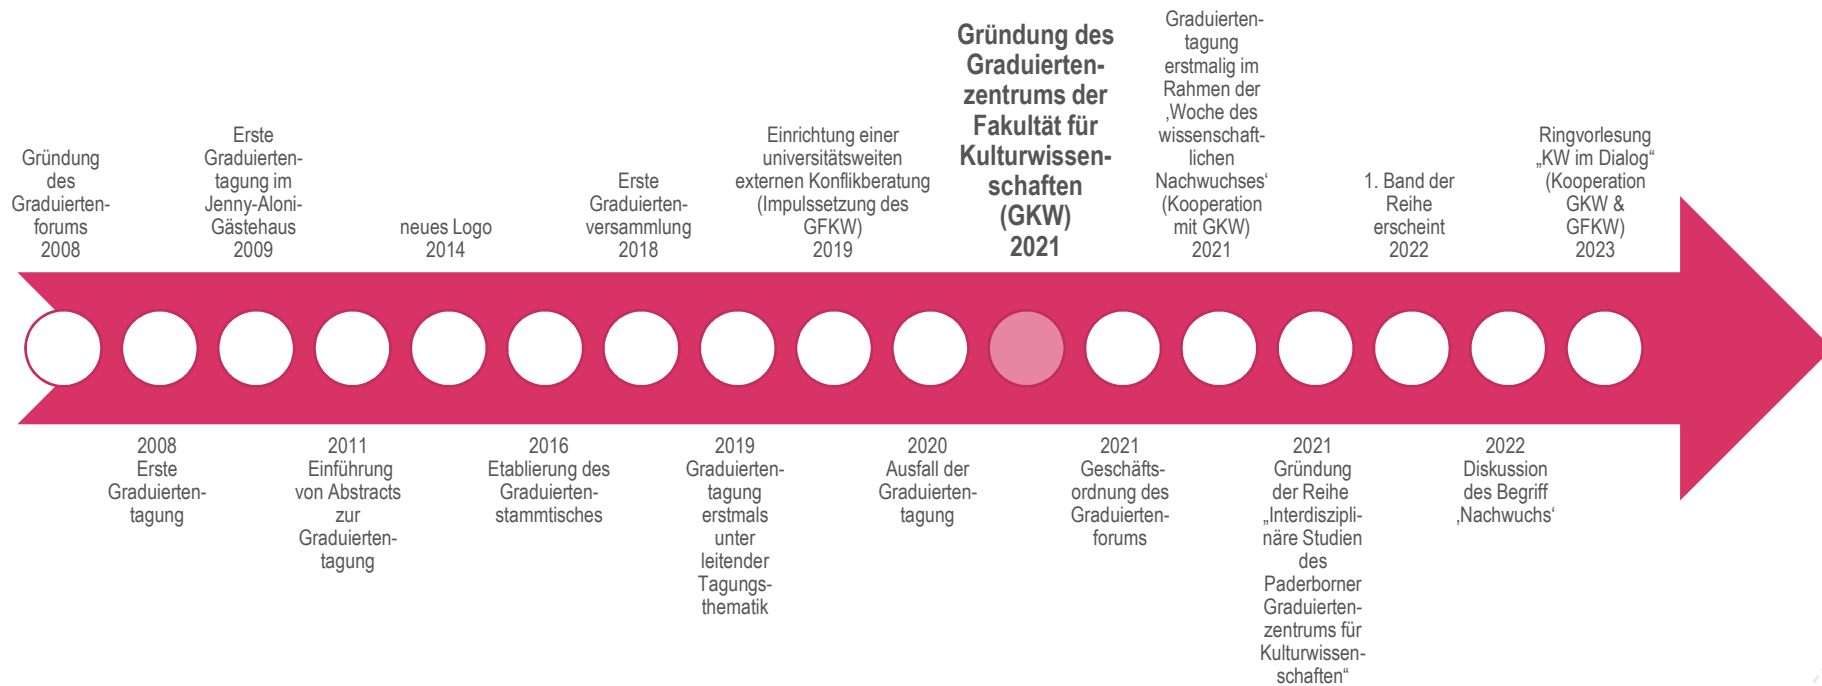 Gründung
des
Graduierten-
forums
2008
2008
Erste
Graduierten-
tagung
Erste
Graduierten-
tagung im
Jenny-Aloni-
Gästehaus
2009
2011
Einführung
von Abstracts
zur
Graduierten-
tagung
neues Logo
2014
2016
Etablierung des
Graduierten-
stammtisches
Erste
Graduierten-
versammlung
2018
2019
Graduierten-
tagung
erstmals
unter
leitender
Tagungs-
thematik
Einrichtung einer
universitätsweiten
externen Konflikberatung
(Impulssetzung des
GFKW)
2019
2020
Ausfall der
Graduierten-
tagung
Gründung des
Graduierten-
zentrums der
Fakultät für
Kulturwissen-
schaften
(GKW)
2021
2021
Geschäfts-
ordnung des
Graduierten-
forums
Graduierten-
tagung
erstmalig im
Rahmen der
‚Woche des
wissenschaft-
lichen
Nachwuchses‘
(Kooperation
mit GKW)
2021
2021
Gründung
der Reihe
„Interdiszipli-
näre Studien
des
Paderborner
Graduierten-
zentrums für
Kulturwissen-
schaften“
1. Band der
Reihe
erscheint
2022
2022
Diskussion
des Begriff
‚Nachwuchs‘
Ringvorlesung
„KW im Dialog“
(Kooperation
GKW &
GFKW)
2023